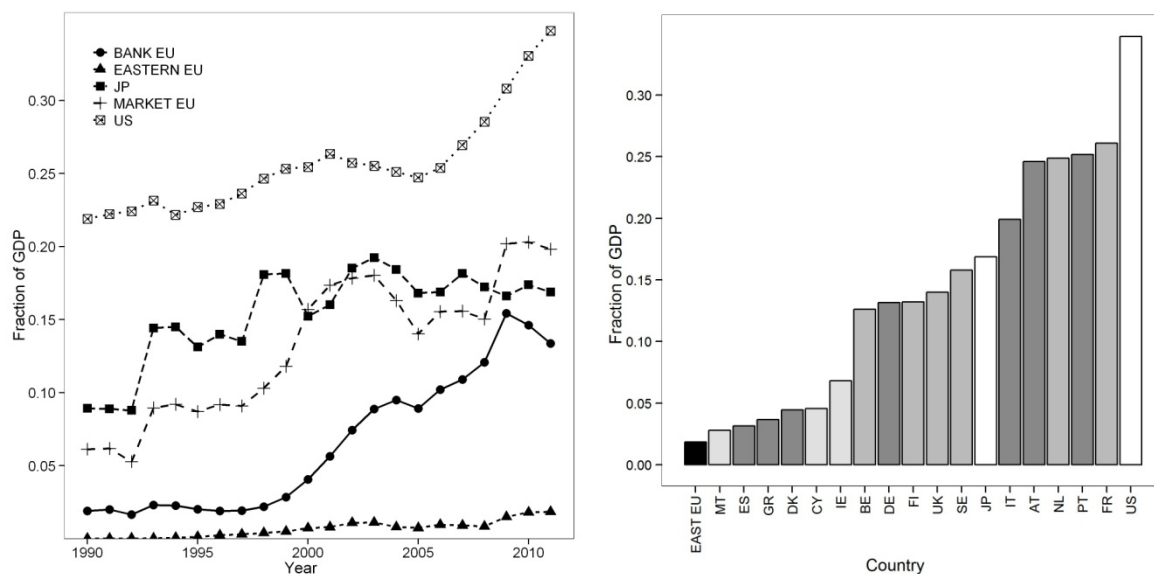 BANK EU
EASTERN EU
JP
MARKET EU
US
Fraction of GDP
0.30
0.25
0.20
0.15
0.10
0.05
1990 1995 2000 2005 2010
Year
Fraction of GDP
0.30
0.25
0.20
0.15
0.10
0.05
0.00
EAST EU MT ES GR DK CY IE BE DE FI UK SE JP IT AT NL PT FR US
Country